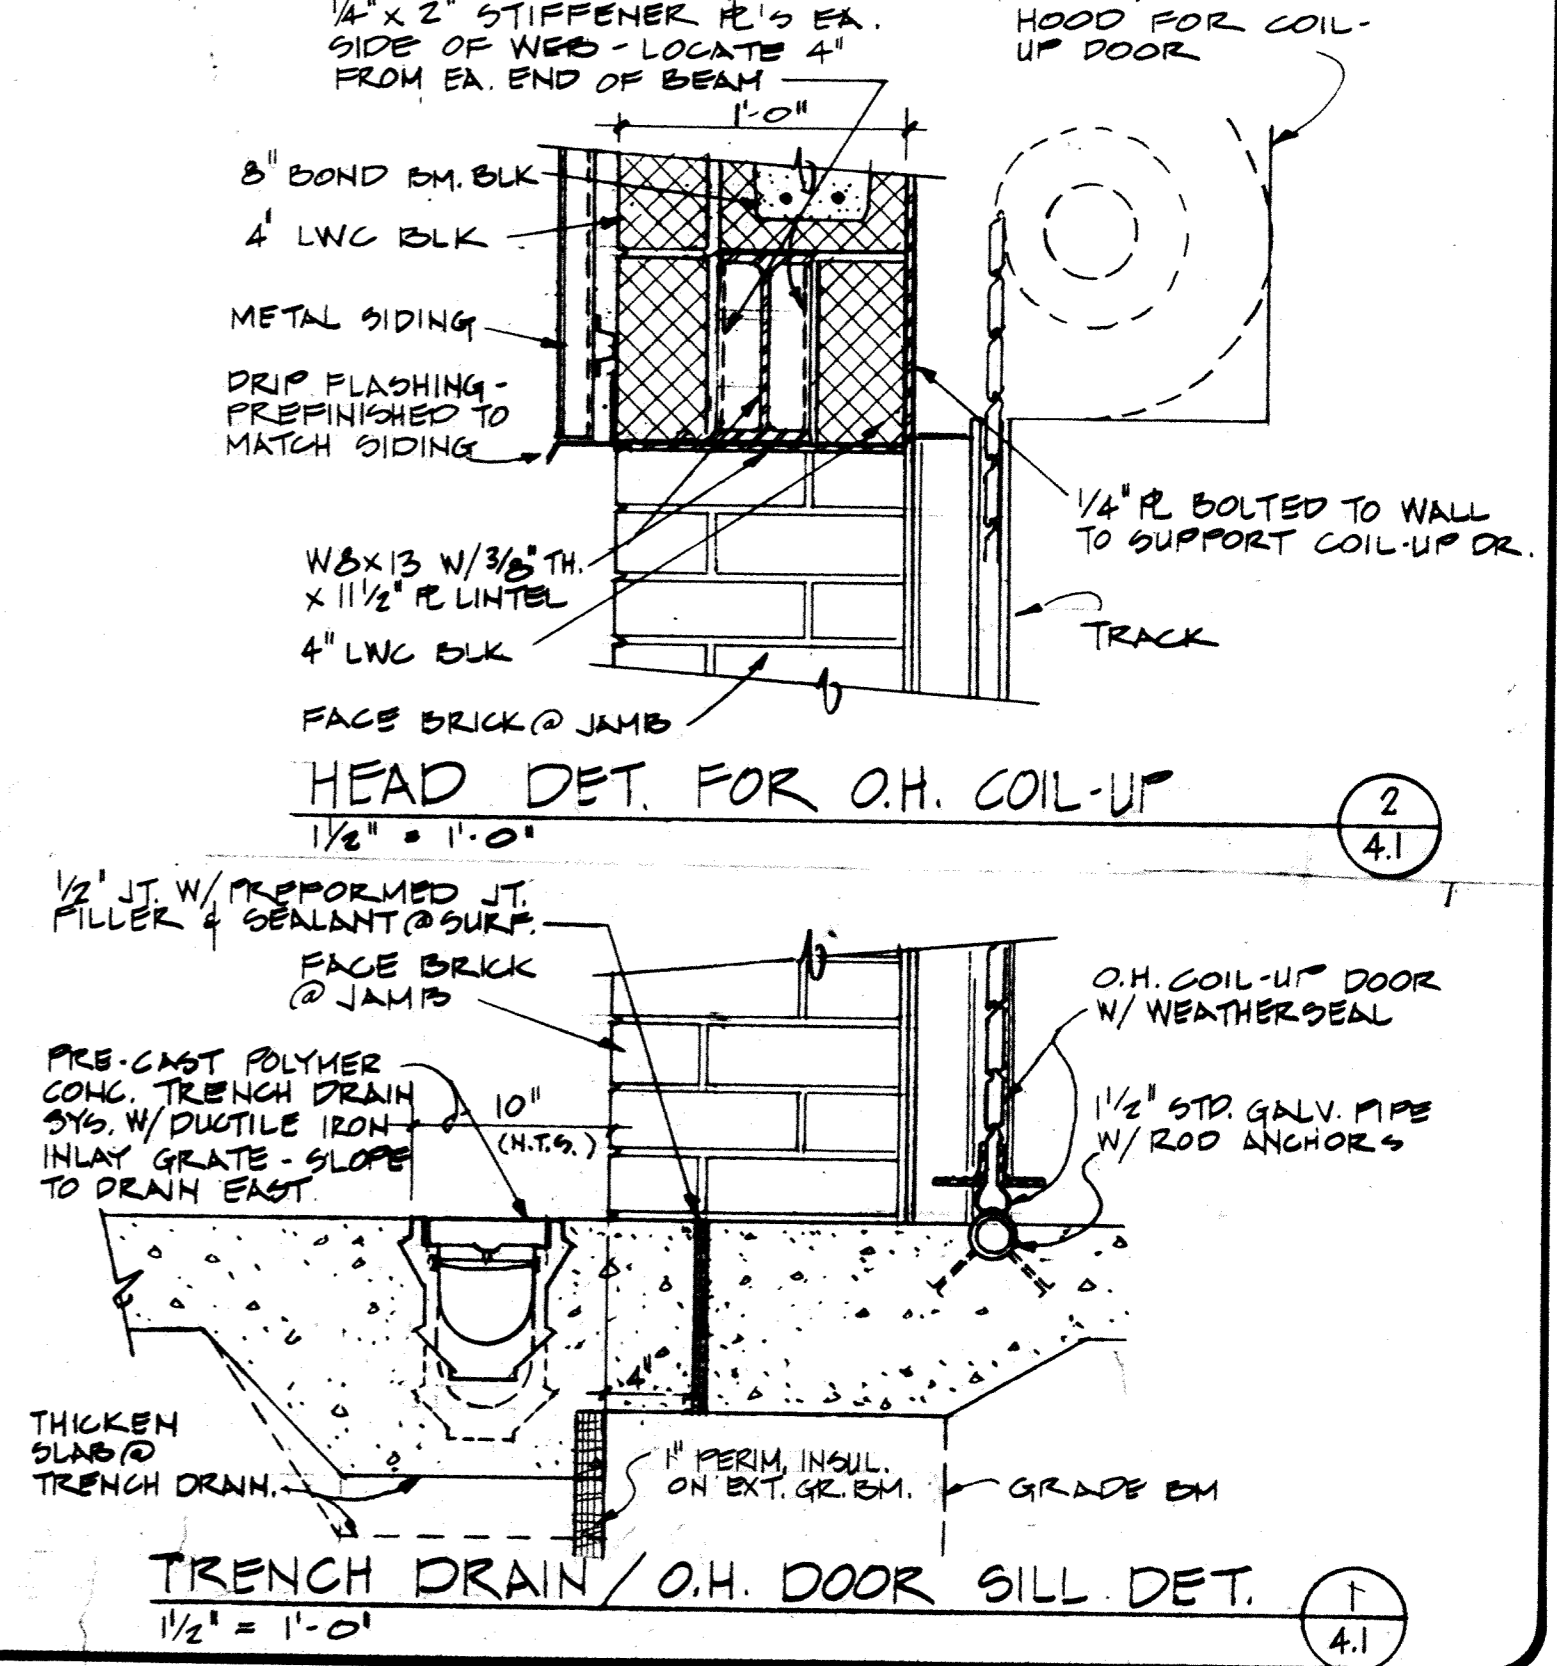 1/4" x 2" STIFFENER PL'S EA.
SIDE OF WEB - LOCATE 4"
FROM EA. END OF BEAM
HOOD FOR COIL-
UP DOOR
1'-0"
8" BOND BM. BLK
4' LWC BLK
METAL SIDING
DRIP FLASHING -
PREFINISHED TO
MATCH SIDING
1/4" PL BOLTED TO WALL
TO SUPPORT COIL-UP DR.
W8x13 W/ 3/8" TH.
x 11 1/2" PL LINTEL
4" LWC BLK
TRACK
FACE BRICK @ JAMB
HEAD DET. FOR O.H. COIL-UP
1 1/2" = 1'-0"
2
4.1
1/2" JT. W/ PREFORMED JT.
FILLER & SEALANT @ SURF.
FACE BRICK
@ JAMB
O.H. COIL-UP DOOR
W/ WEATHERSEAL
PRE-CAST POLYMER
CONC. TRENCH DRAIN
SYS. W/ DUCTILE IRON
INLAY GRATE - SLOPE
TO DRAIN EAST
10"
(N.T.S.)
1 1/2" STD. GALV. PIPE
W/ ROD ANCHORS
4"
THICKEN
SLAB @
TRENCH DRAIN.
1" PERIM. INSUL.
ON EXT. GR. BM.
GRADE BM
TRENCH DRAIN / O.H. DOOR SILL DET.
1 1/2" = 1'-0"
1
4.1